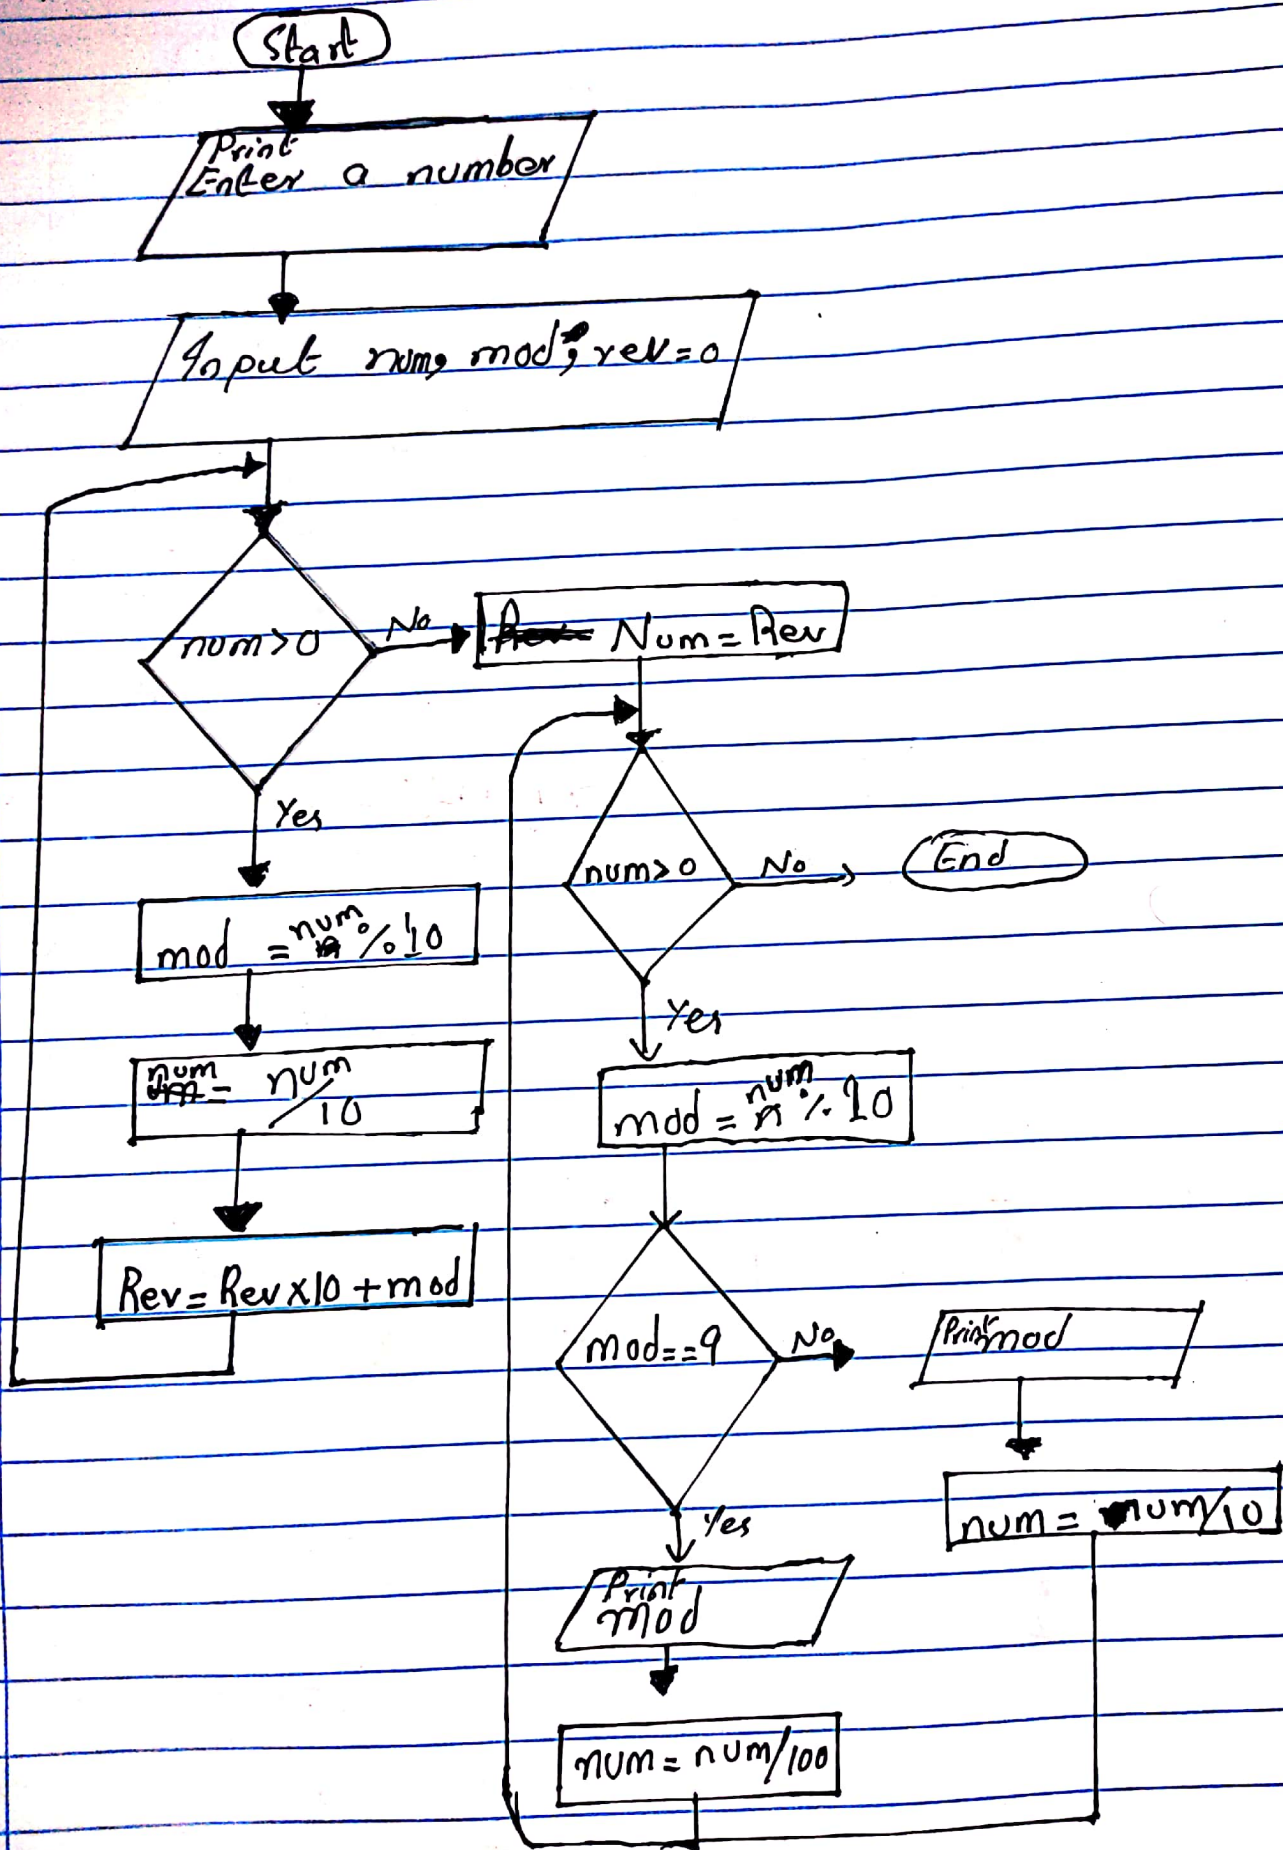 Start
Print
Enter a number
Input num, mod, rev=0
num>0
No
Num = Rev
Yes
mod = num % 10
num = num/10
Rev = Rev x 10 + mod
num>0
No
End
Yes
mod = num % 10
mod==9
No
Print mod
num = num/10
Yes
Print
mod
num = num/100